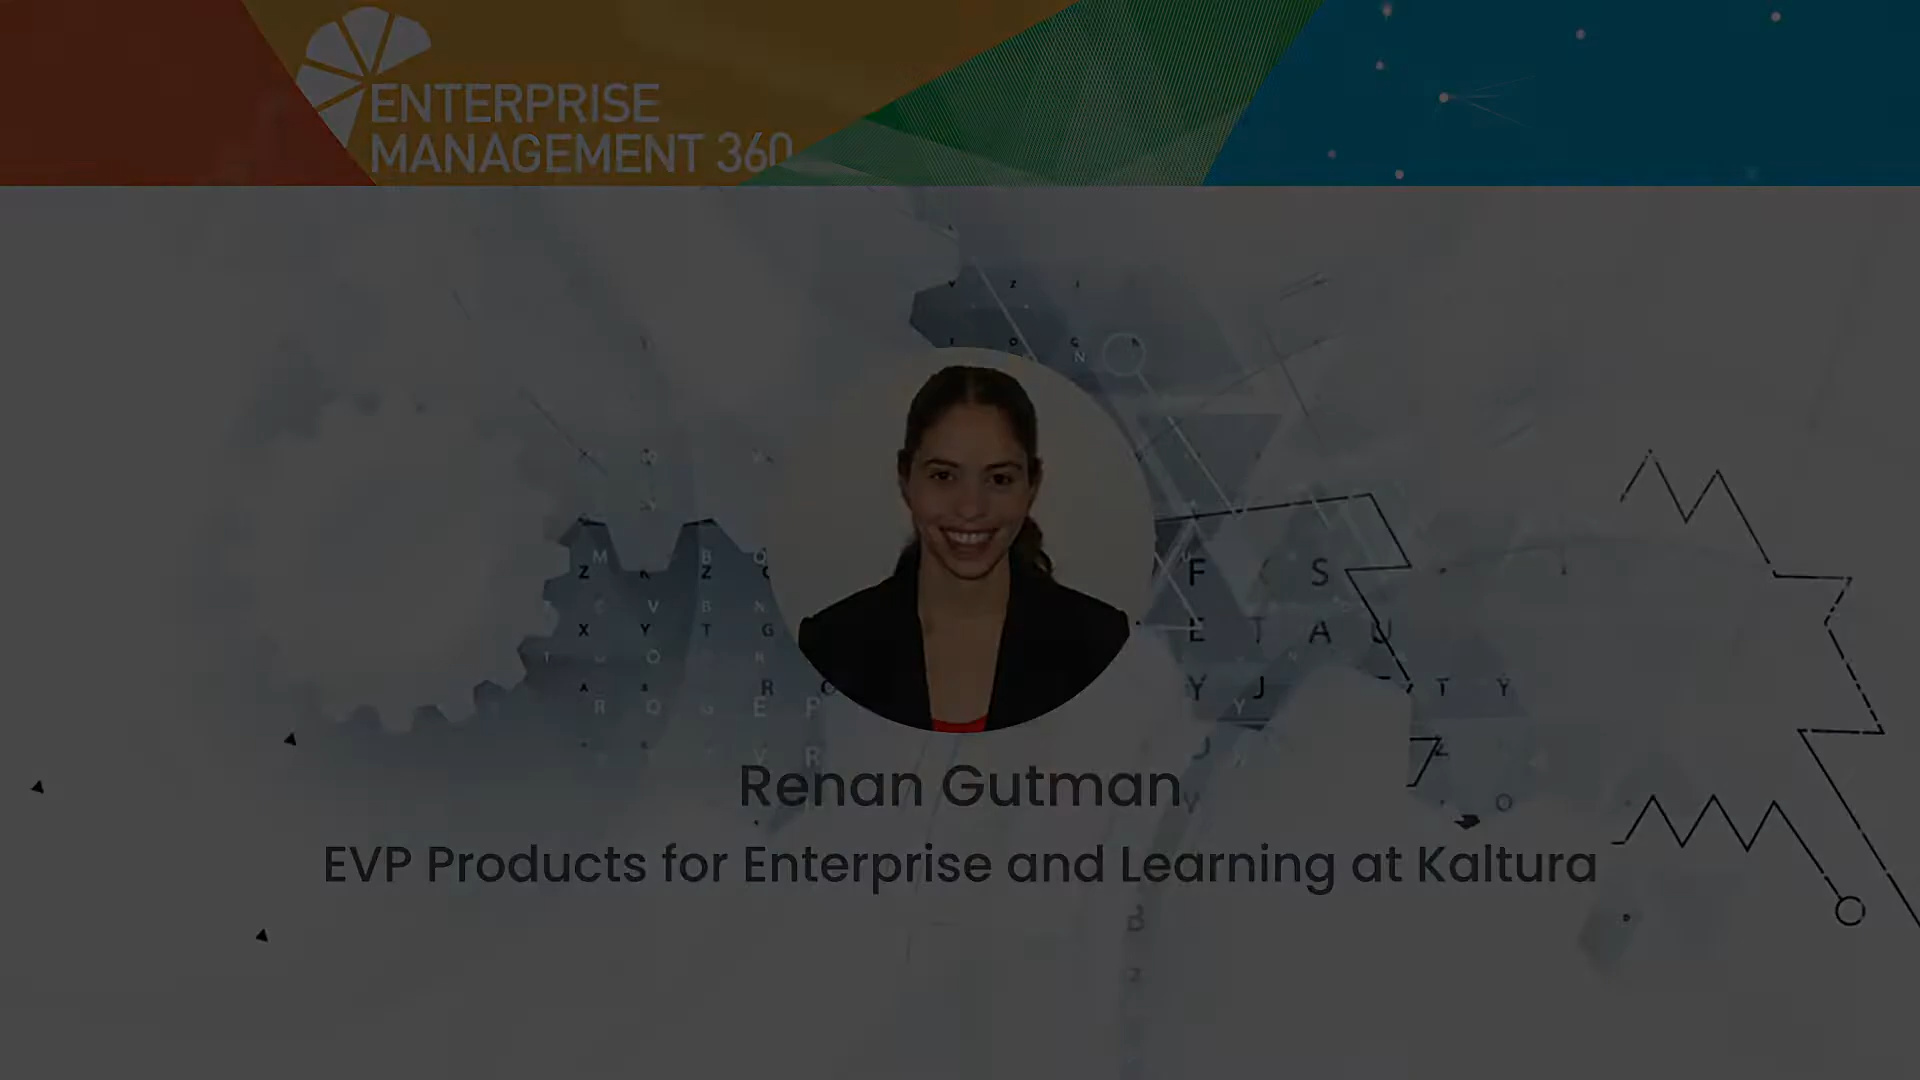 ENTERPRISE
MANAGEMENT 360
Renan Gutman
EVP Products for Enterprise and Learning at Kaltura